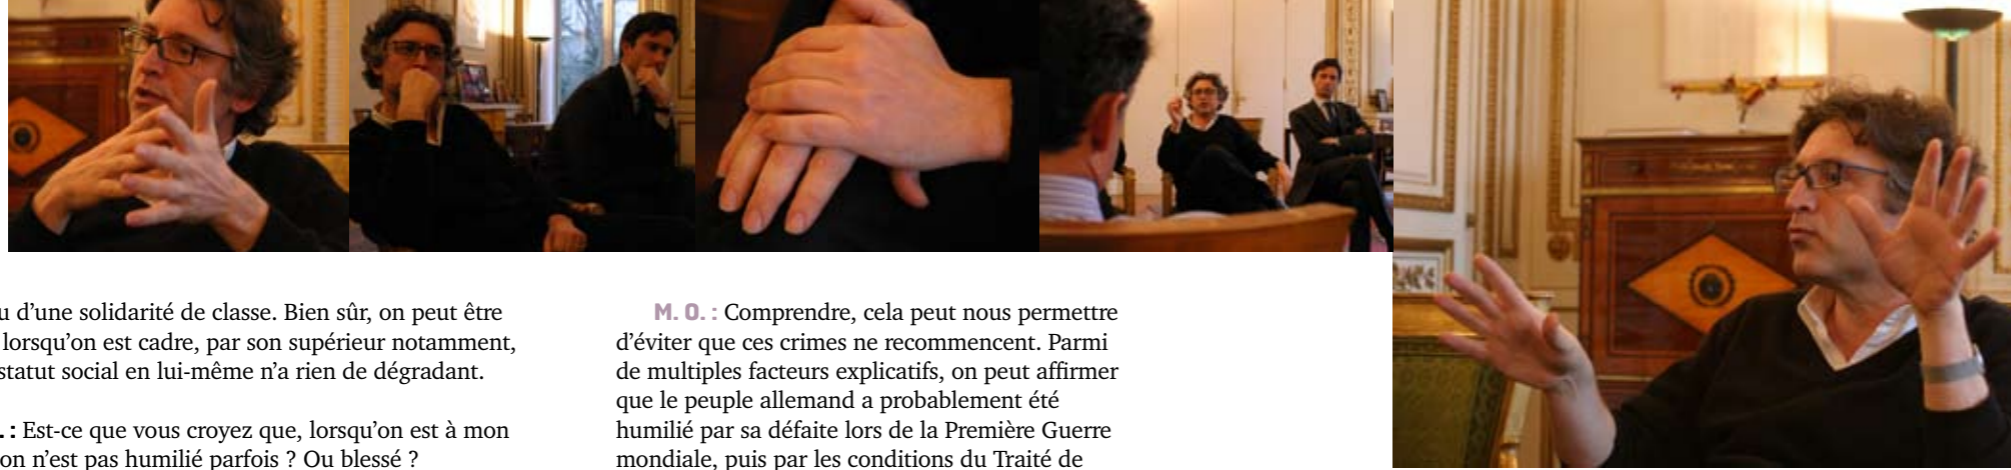 d'une solidarité de classe. Bien sûr, on peut être
lorsqu'on est cadre, par son supérieur notamment,
statut social en lui-même n'a rien de dégradant.
. : Est-ce que vous croyez que, lorsqu'on est à mon
on n'est pas humilié parfois ? Ou blessé ?
M. O. : Comprendre, cela peut nous permettre
d'éviter que ces crimes ne recommencent. Parmi
de multiples facteurs explicatifs, on peut affirmer
que le peuple allemand a probablement été
humilié par sa défaite lors de la Première Guerre
mondiale, puis par les conditions du Traité de